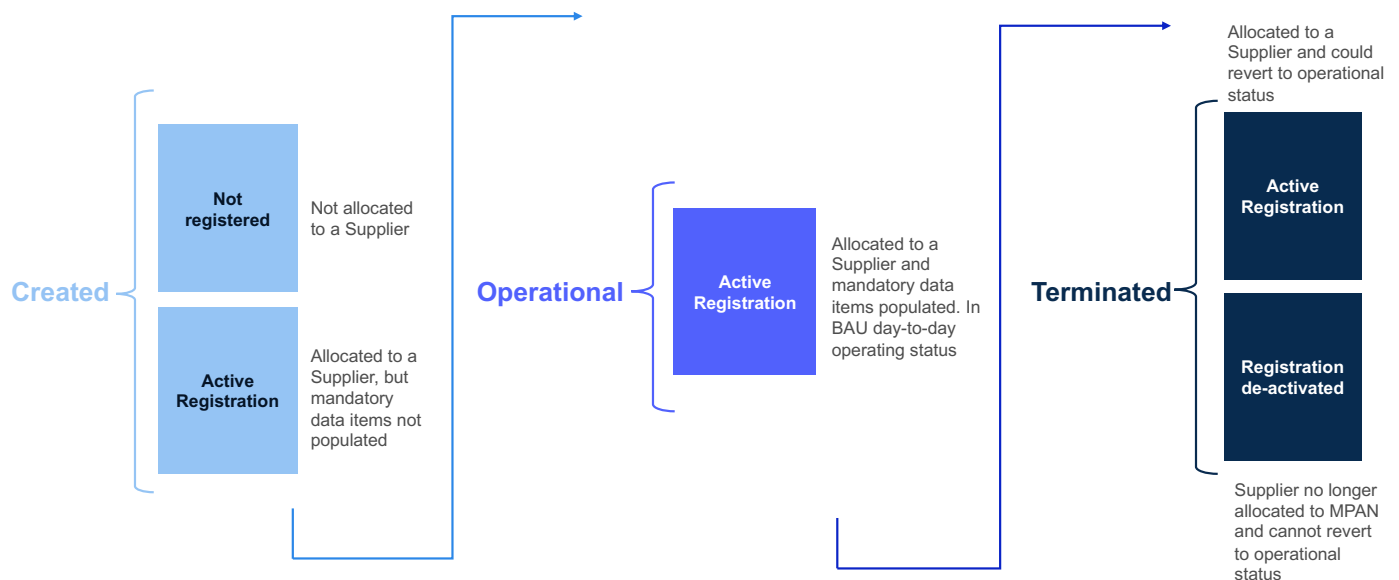 Created
Not
registered
Not allocated
to a Supplier
Active
Registration
Allocated to a
Supplier, but
mandatory
data items not
populated
Operational
Active
Registration
Allocated to a
Supplier and
mandatory data
items populated. In
BAU day-to-day
operating status
Terminated
Allocated to a
Supplier and could
revert to operational
status
Active
Registration
Registration
de-activated
Supplier no longer
allocated to MPAN
and cannot revert
to operational
status